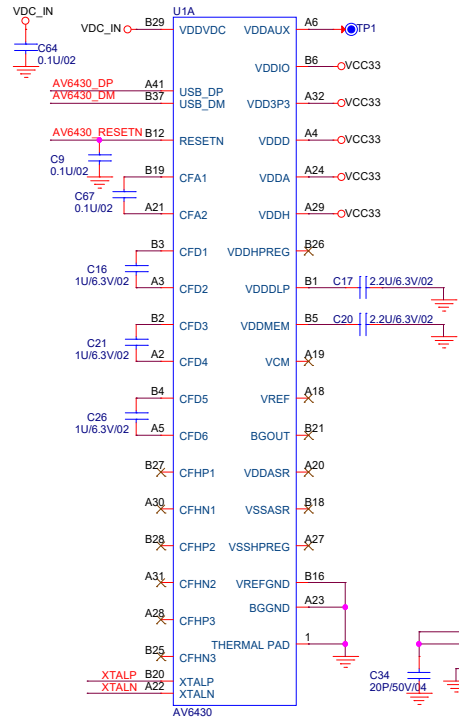 VDC_IN
C64
0.1U/02
U1A
VDC_IN B29 VDDVDC VDDAUX A6 TP1
VDDIO B6 VCC33
AV6430_DP A41 USB_DP
AV6430_DM B37 USB_DM VDD3P3 A32 VCC33
AV6430_RESETN B12 RESETN VDDD A4 VCC33
C9
0.1U/02
B19 CFA1 VDDA A24 VCC33
C67
0.1U/02
A21 CFA2 VDDH A29 VCC33
B3 CFD1 VDDHPREG B26
C16
1U/6.3V/02
A3 CFD2 VDDDLP B1 C17 2.2U/6.3V/02
B2 CFD3 VDDMEM B5 C20 2.2U/6.3V/02
C21
1U/6.3V/02
A2 CFD4 VCM A19
B4 CFD5 VREF A18
C26
1U/6.3V/02
A5 CFD6 BGOUT B21
B27 CFHP1 VDDASR A20
A30 CFHN1 VSSASR B18
B28 CFHP2 VSSHPREG A27
A31 CFHN2 VREFGND B16
A28 CFHP3 BGGND A23
B25 CFHN3 THERMAL PAD 1
XTALP B20 XTALP
XTALN A22 XTALN
AV6430
C34
20P/50V/04